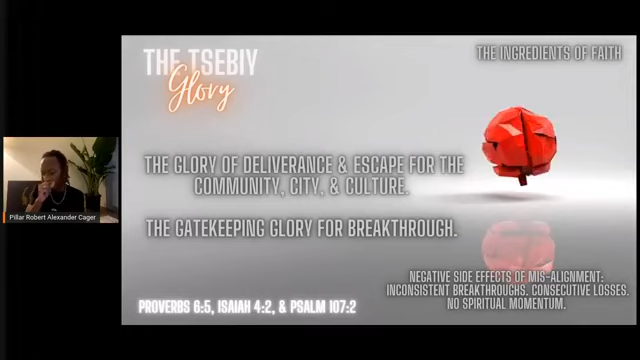 THE TSEBIY
Glory
THE INGREDIENTS OF FAITH
THE GLORY OF DELIVERANCE & ESCAPE FOR THE
COMMUNITY, CITY, & CULTURE.
THE GATEKEEPING GLORY FOR BREAKTHROUGH.
Pillar Robert Alexander Cager
NEGATIVE SIDE EFFECTS OF MIS-ALIGNMENT:
INCONSISTENT BREAKTHROUGHS. CONSECUTIVE LOSSES.
NO SPIRITUAL MOMENTUM.
PROVERBS 6:5, ISAIAH 4:2, & PSALM 107:2